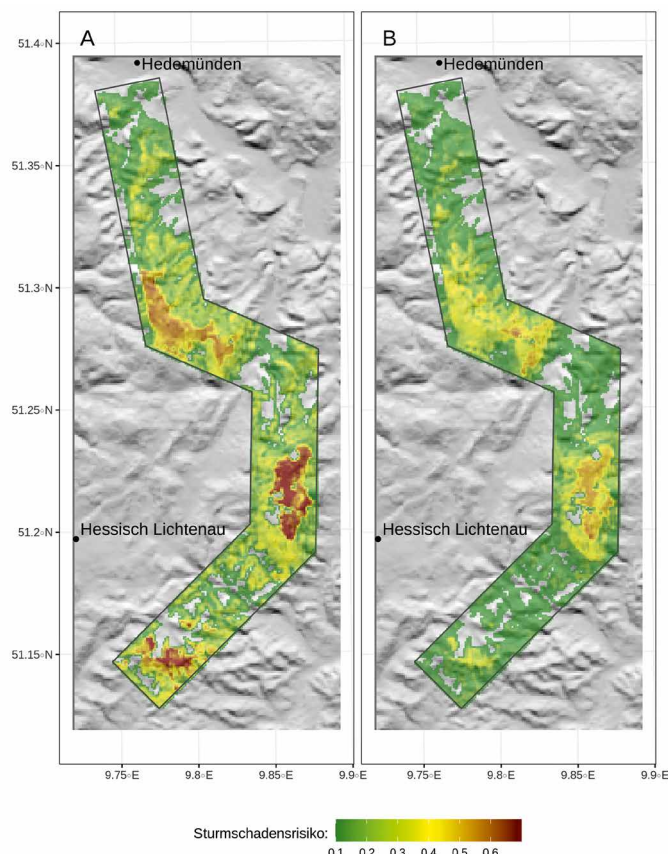 A
B
51.4°N
Hedemünden
Hedemünden
51.35°N
51.3°N
51.25°N
51.2°N
Hessisch Lichtenau
Hessisch Lichtenau
51.15°N
9.75°E 9.8°E 9.85°E 9.9°E
9.75°E 9.8°E 9.85°E 9.9°E
Sturmschadensrisiko:
0.1 0.2 0.3 0.4 0.5 0.6